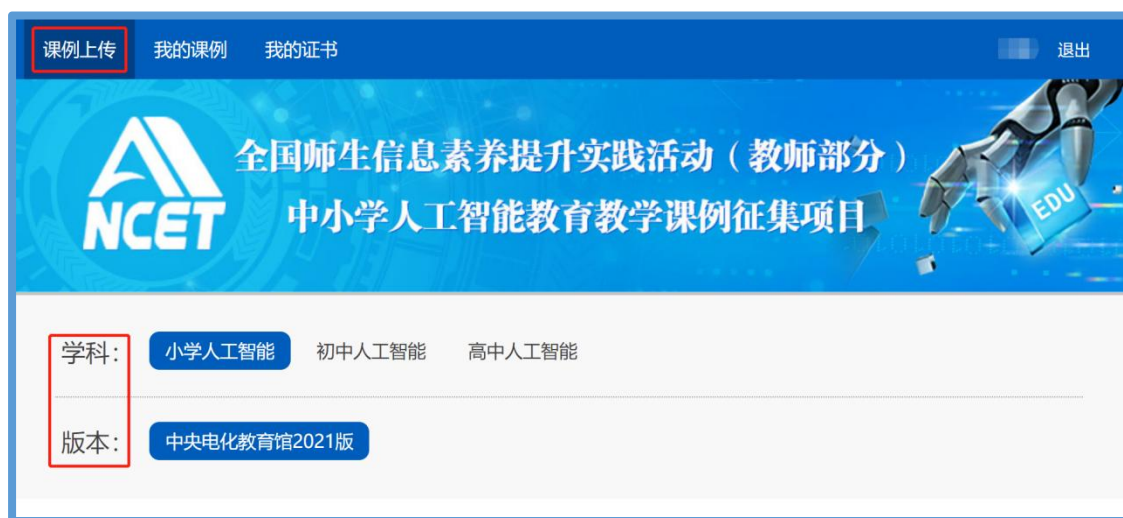 课例上传 我的课例 我的证书 退出
全国师生信息素养提升实践活动（教师部分）
中小学人工智能教育教学课例征集项目
NCET
EDU
学科： 小学人工智能 初中人工智能 高中人工智能
版本： 中央电化教育馆2021版